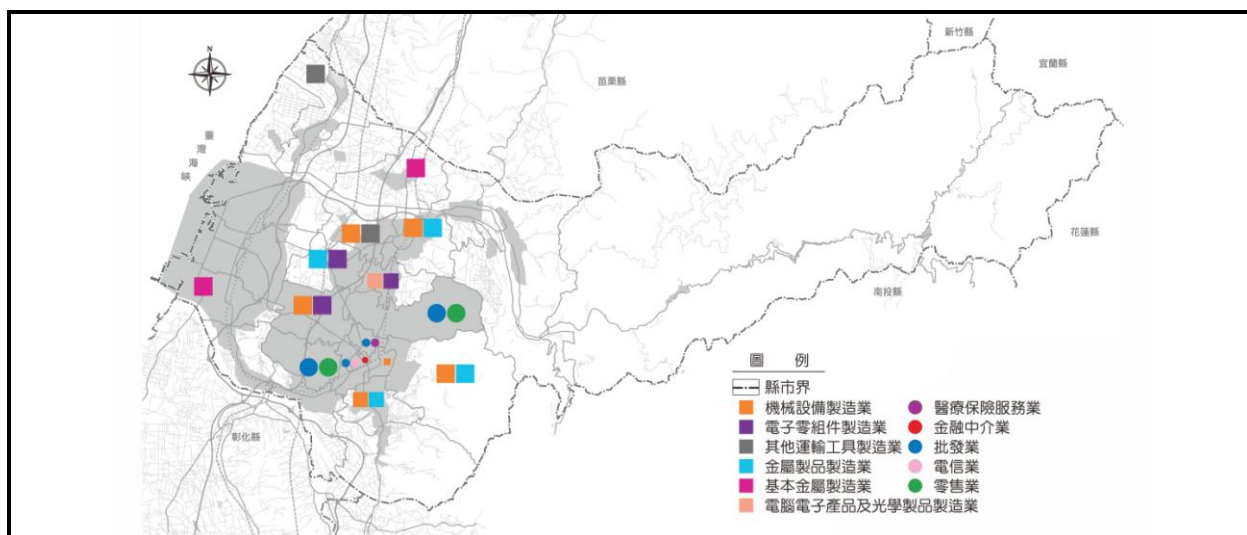 N
新竹縣
宜蘭縣
苗栗縣
臺灣海峽
花蓮縣
南投縣
彰化縣
圖 例
縣市界
機械設備製造業
電子零組件製造業
其他運輸工具製造業
金屬製品製造業
基本金屬製造業
電腦電子產品及光學製品製造業
醫療保險服務業
金融中介業
批發業
電信業
零售業